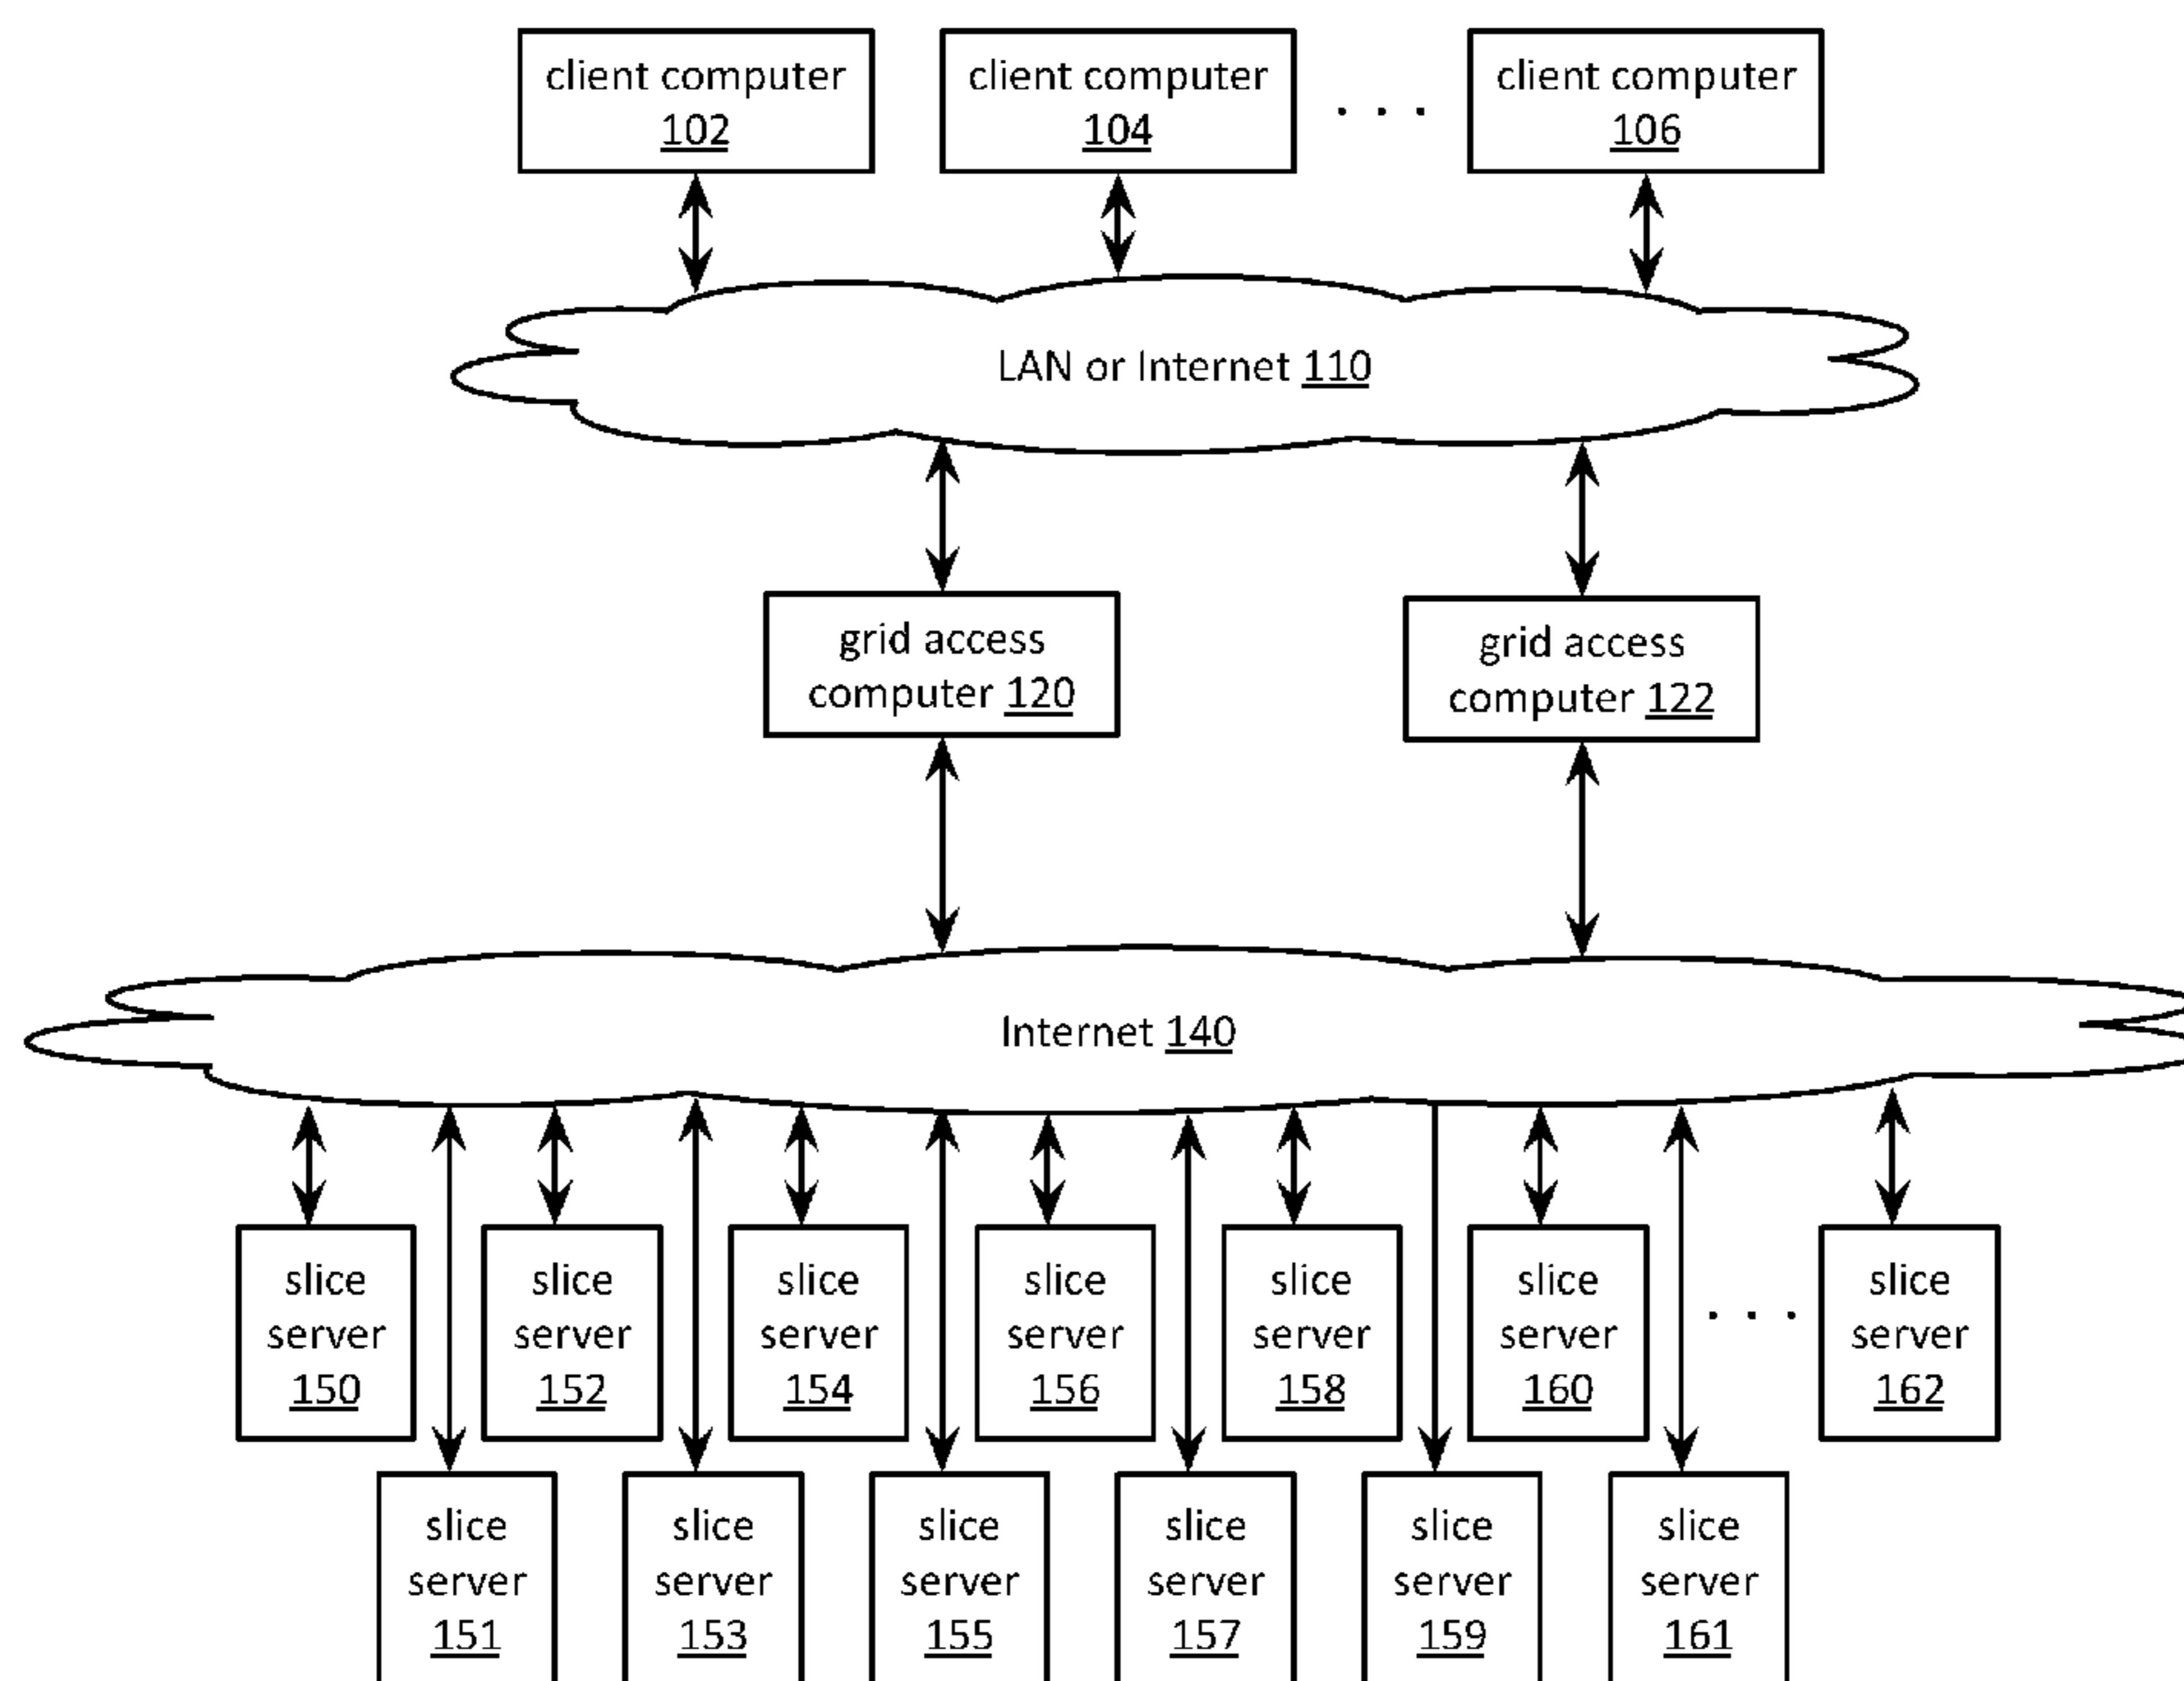 client computer
102
client computer
104
. . .
client computer
106
LAN or Internet 110
grid access
computer 120
grid access
computer 122
Internet 140
slice
server
150
slice
server
152
slice
server
154
slice
server
156
slice
server
158
slice
server
160
. . .
slice
server
162
slice
server
151
slice
server
153
slice
server
155
slice
server
157
slice
server
159
slice
server
161